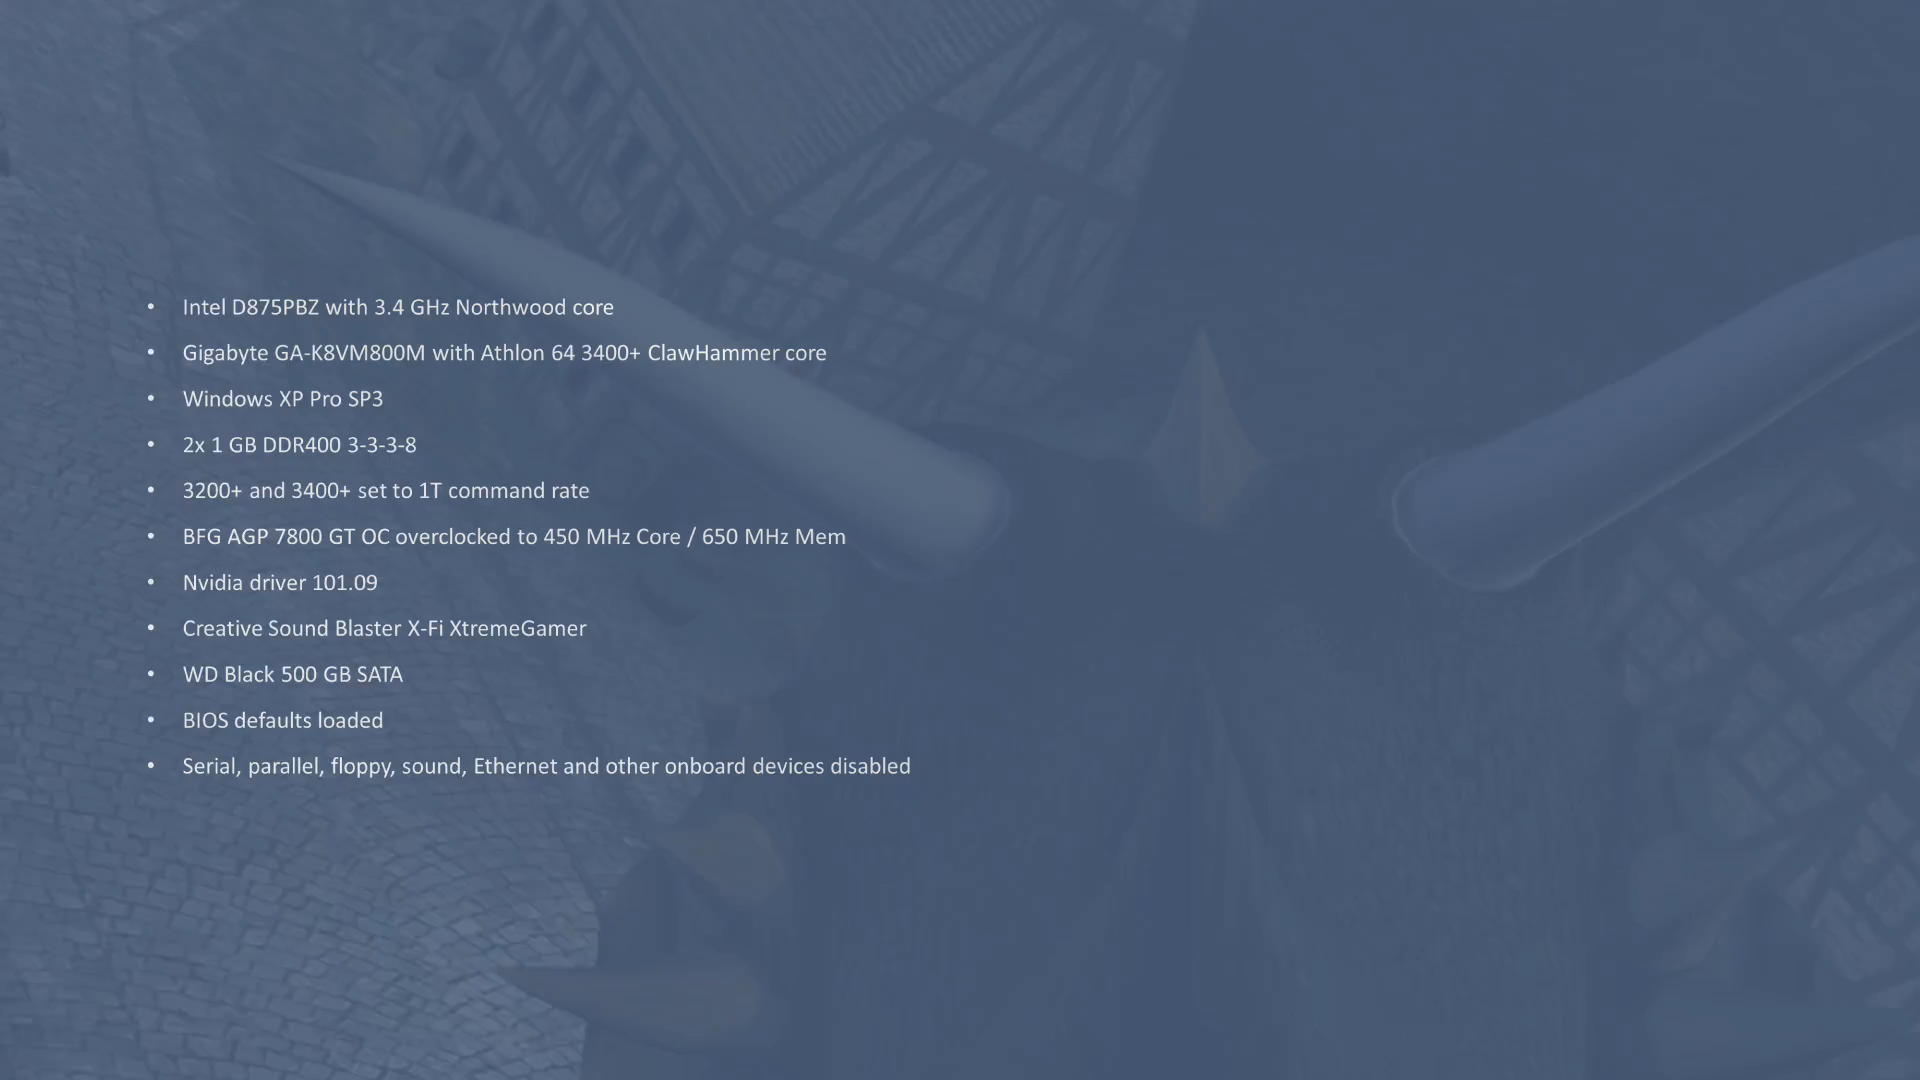 • Intel D875PBZ with 3.4 GHz Northwood core
• Gigabyte GA-K8VM800M with Athlon 64 3400+ ClawHammer core
• Windows XP Pro SP3
• 2x 1 GB DDR400 3-3-3-8
• 3200+ and 3400+ set to 1T command rate
• BFG AGP 7800 GT OC overclocked to 450 MHz Core / 650 MHz Mem
• Nvidia driver 101.09
• Creative Sound Blaster X-Fi XtremeGamer
• WD Black 500 GB SATA
• BIOS defaults loaded
• Serial, parallel, floppy, sound, Ethernet and other onboard devices disabled